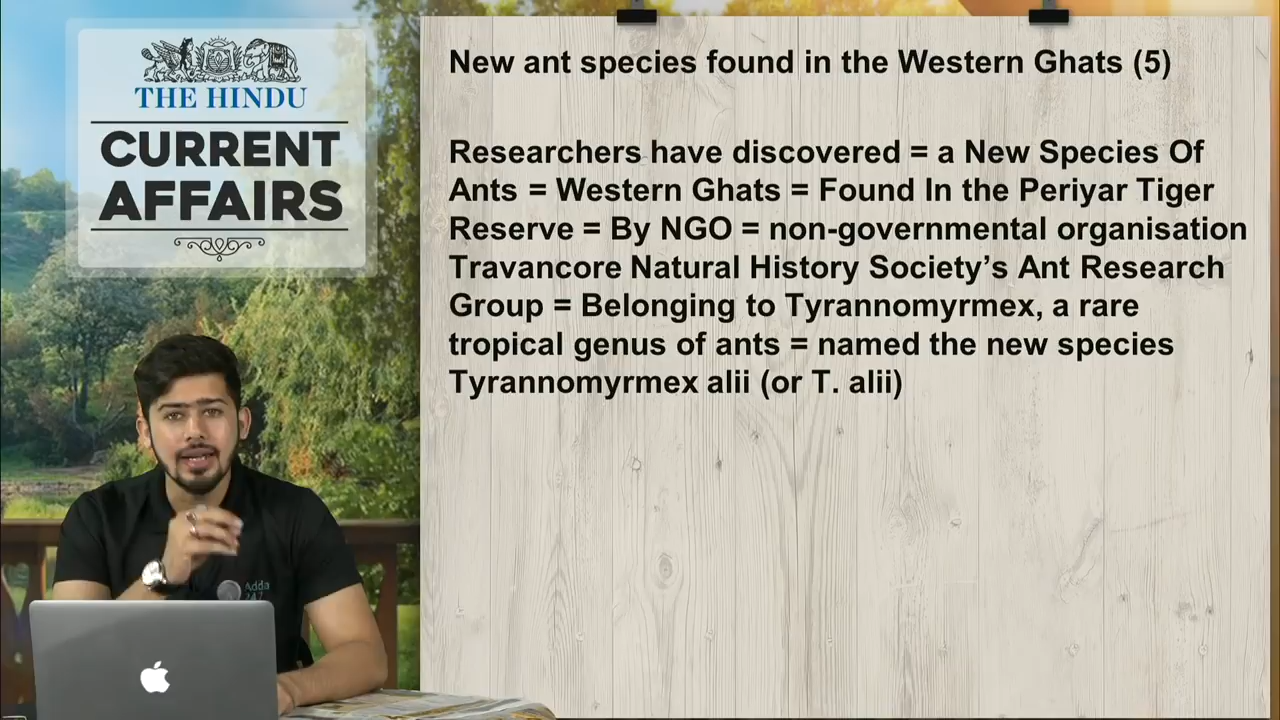 THE HINDU
CURRENT
AFFAIRS
New ant species found in the Western Ghats (5)
Researchers have discovered = a New Species Of
Ants = Western Ghats = Found In the Periyar Tiger
Reserve = By NGO = non-governmental organisation
Travancore Natural History Society’s Ant Research
Group = Belonging to Tyrannomyrmex, a rare
tropical genus of ants = named the new species
Tyrannomyrmex alii (or T. alii)
Adda
247